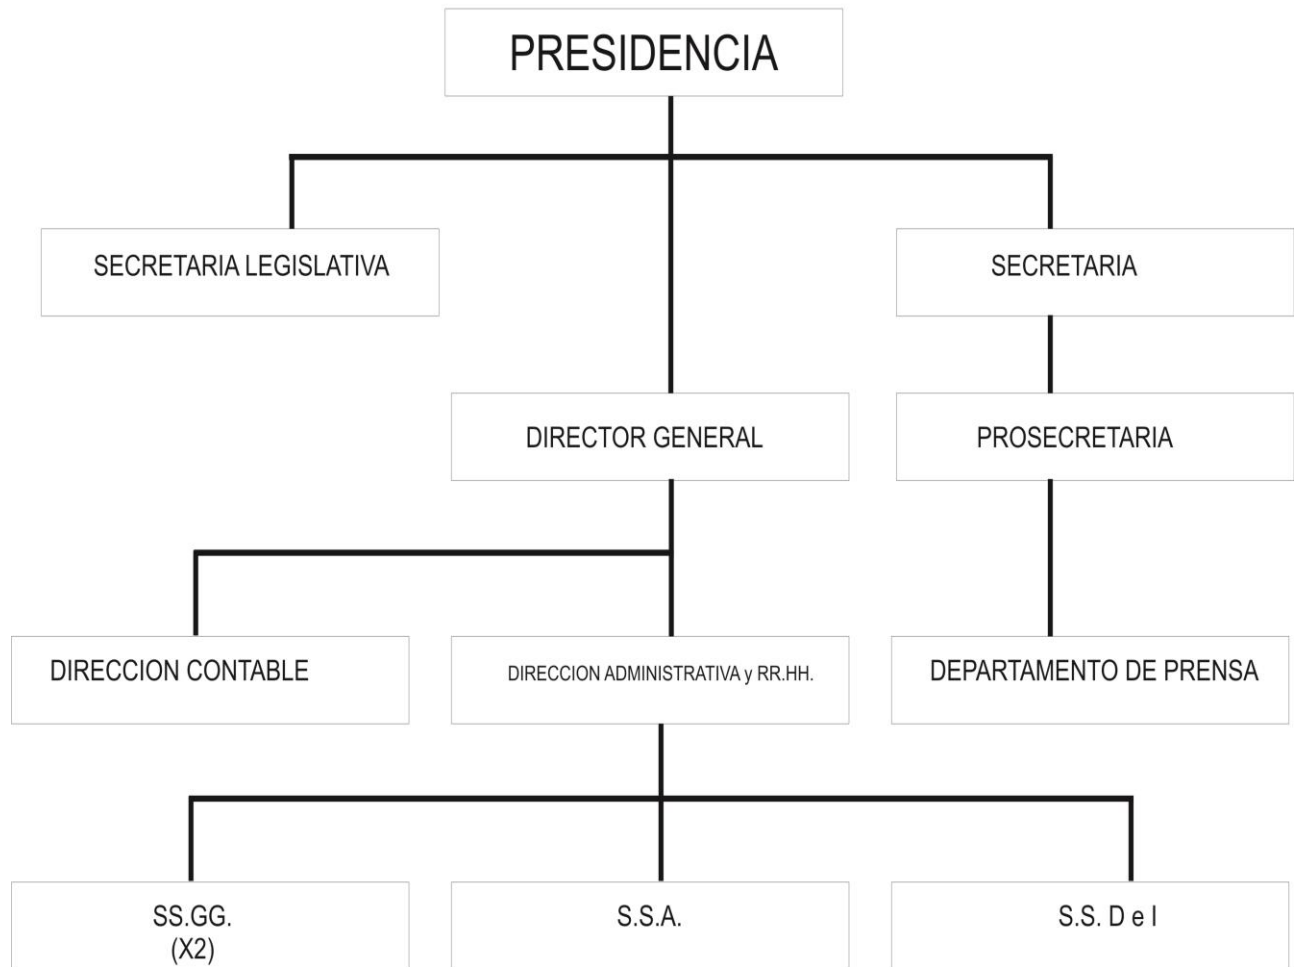 PRESIDENCIA
SECRETARIA LEGISLATIVA
SECRETARIA
DIRECTOR GENERAL
PROSECRETARIA
DIRECCION CONTABLE
DIRECCION ADMINISTRATIVA y RR.HH.
DEPARTAMENTO DE PRENSA
SS.GG.
(X2)
S.S.A.
S.S. D e I